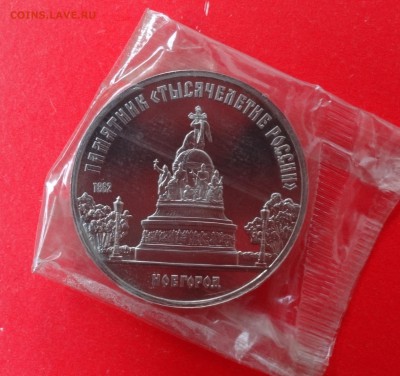 COINS.LAVE.RU
ПАМЯТНИК «ТЫСЯЧЕЛЕТИЕ РОССИИ»
1862
НОВГОРОД